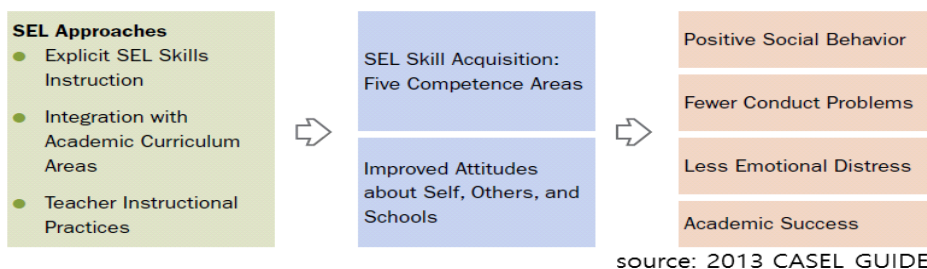 SEL Approaches
Explicit SEL Skills
Instruction
Integration with
Academic Curriculum
Areas
Teacher Instructional
Practices
SEL Skill Acquisition:
Five Competence Areas
Improved Attitudes
about Self, Others, and
Schools
Positive Social Behavior
Fewer Conduct Problems
Less Emotional Distress
Academic Success
source: 2013 CASEL GUIDE